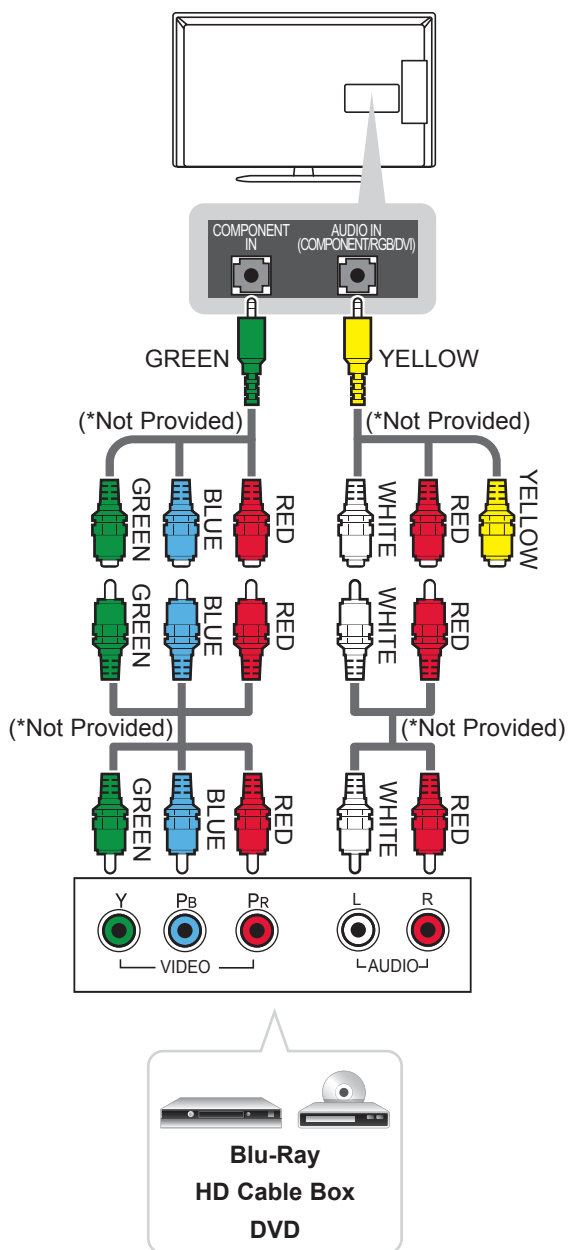 COMPONENT IN
AUDIO IN
(COMPONENT/RGB/DVI)
GREEN
YELLOW
(*Not Provided)
(*Not Provided)
GREEN
BLUE
RED
WHITE
RED
YELLOW
GREEN
BLUE
RED
WHITE
RED
(*Not Provided)
(*Not Provided)
GREEN
BLUE
RED
WHITE
RED
Y
PB
PR
L
R
VIDEO
AUDIO
Blu-Ray
HD Cable Box
DVD